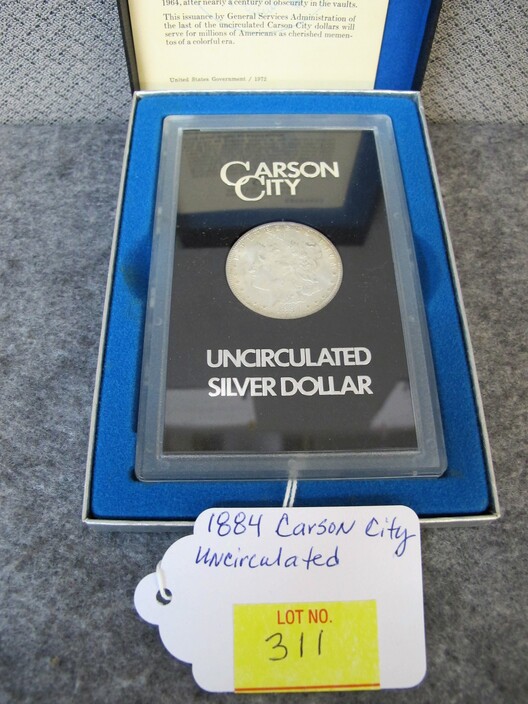 1964, after nearly a century of obscurity in the vaults.
This issuance by General Services Administration of
the last of the uncirculated Carson City dollars will
serve for millions of Americans as cherished memen-
tos of a colorful era.
United States Government / 1972
CARSON
CITY
UNCIRCULATED
SILVER DOLLAR
1884 Carson City
Uncirculated
LOT NO.
311